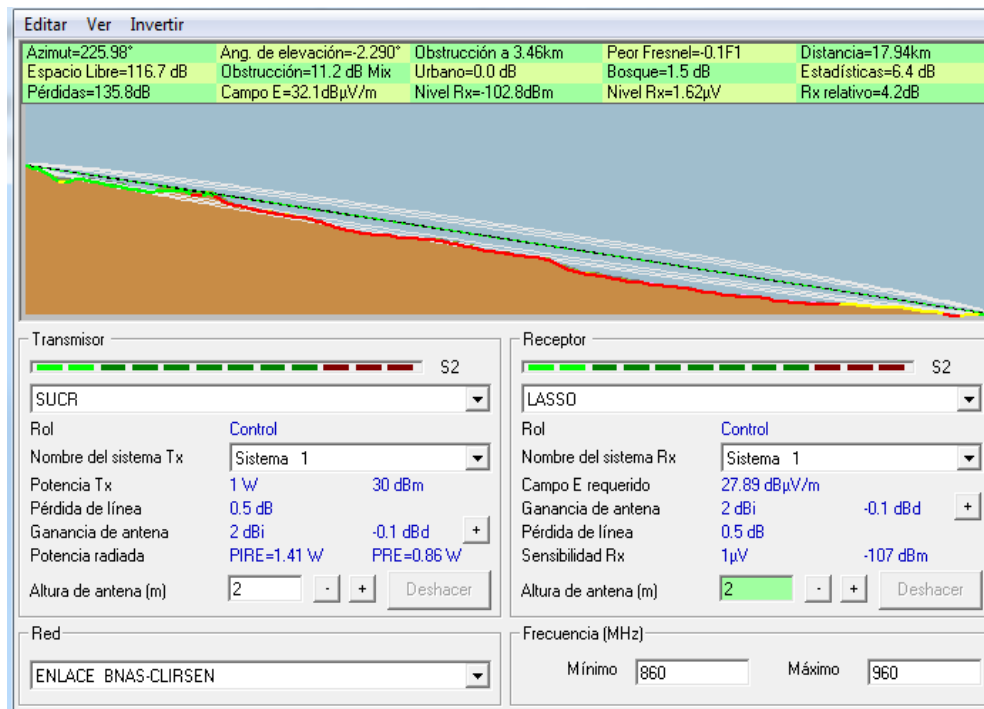 Editar Ver Invertir
Azimut=225.98° Ang. de elevación=-2.290° Obstrucción a 3.46km Peor Fresnel=-0.1F1 Distancia=17.94km
Espacio Libre=116.7 dB Obstrucción=11.2 dB Mix Urbano=0.0 dB Bosque=1.5 dB Estadísticas=6.4 dB
Pérdidas=135.8dB Campo E=32.1dBµV/m Nivel Rx=-102.8dBm Nivel Rx=1.62µV Rx relativo=4.2dB
Transmisor
S2
SUCR
Rol Control
Nombre del sistema Tx Sistema 1
Potencia Tx 1 W 30 dBm
Pérdida de línea 0.5 dB
Ganancia de antena 2 dBi -0.1 dBd +
Potencia radiada PIRE=1.41 W PRE=0.86 W
Altura de antena (m) 2 - + Deshacer
Receptor
S2
LASSO
Rol Control
Nombre del sistema Rx Sistema 1
Campo E requerido 27.89 dBµV/m
Ganancia de antena 2 dBi -0.1 dBd +
Pérdida de línea 0.5 dB
Sensibilidad Rx 1µV -107 dBm
Altura de antena (m) 2 - + Deshacer
Red
ENLACE BNAS-CLIRSEN
Frecuencia (MHz)
Mínimo 860 Máximo 960